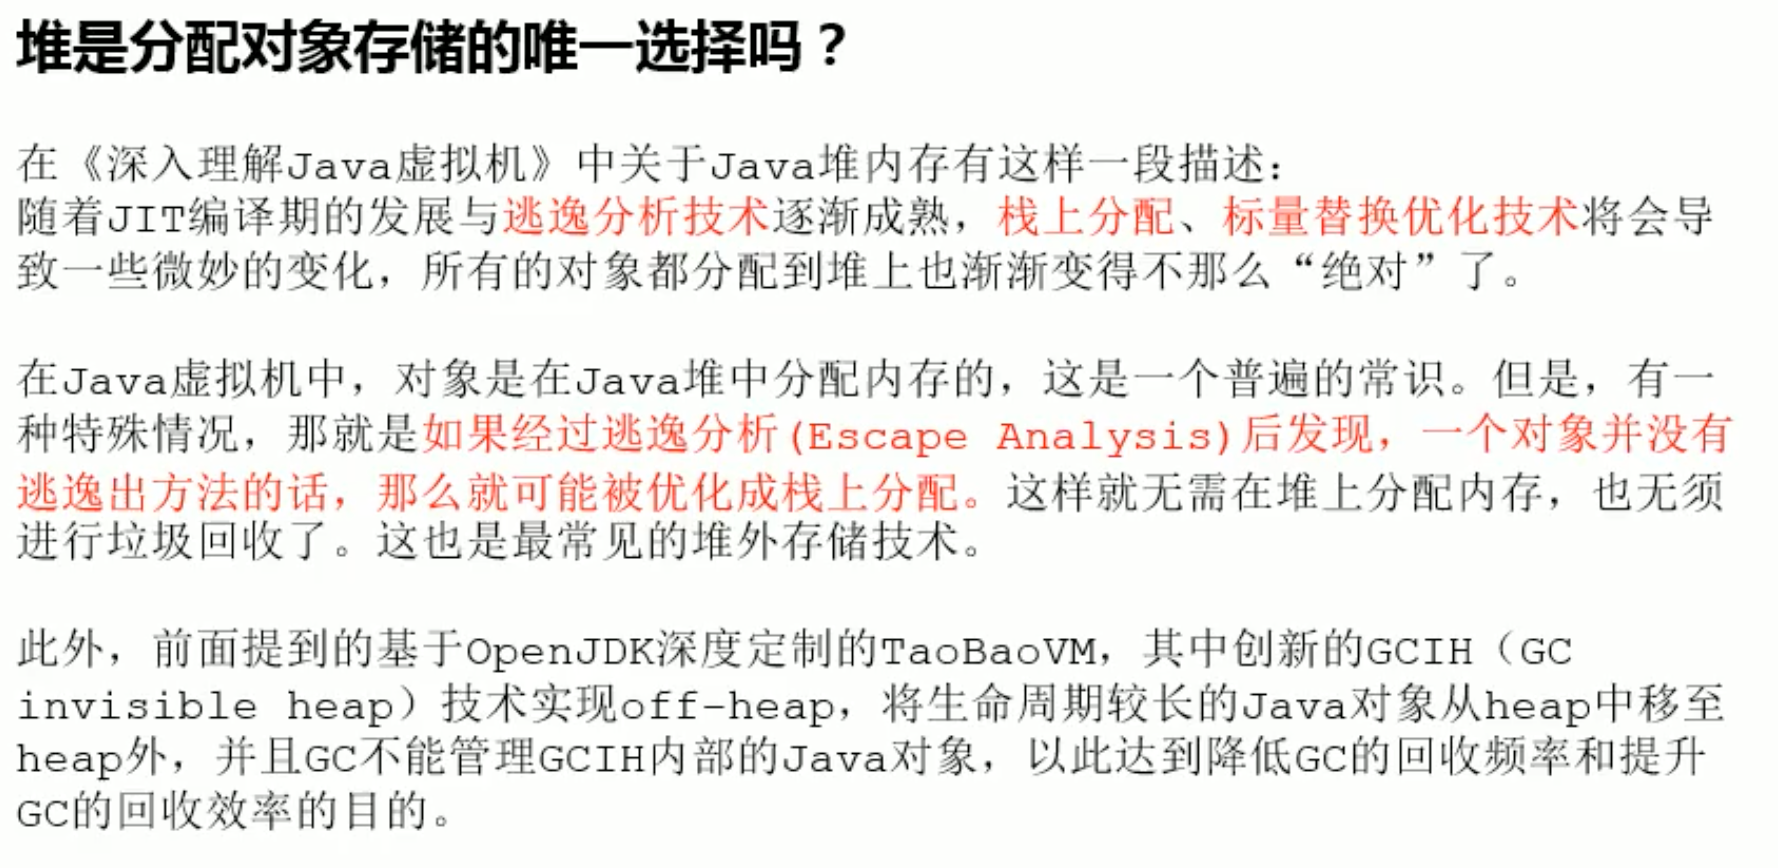 堆是分配对象存储的唯一选择吗？
在《深入理解Java虚拟机》中关于Java堆内存有这样一段描述：
随着JIT编译期的发展与逃逸分析技术逐渐成熟，栈上分配、标量替换优化技术将会导
致一些微妙的变化，所有的对象都分配到堆上也渐渐变得不那么“绝对”了。
在Java虚拟机中，对象是在Java堆中分配内存的，这是一个普遍的常识。但是，有一
种特殊情况，那就是如果经过逃逸分析(Escape Analysis)后发现，一个对象并没有
逃逸出方法的话，那么就可能被优化成栈上分配。这样就无需在堆上分配内存，也无须
进行垃圾回收了。这也是最常见的堆外存储技术。
此外，前面提到的基于OpenJDK深度定制的TaoBaoVM，其中创新的GCIH（GC
invisible heap）技术实现off-heap，将生命周期较长的Java对象从heap中移至
heap外，并且GC不能管理GCIH内部的Java对象，以此达到降低GC的回收频率和提升
GC的回收效率的目的。